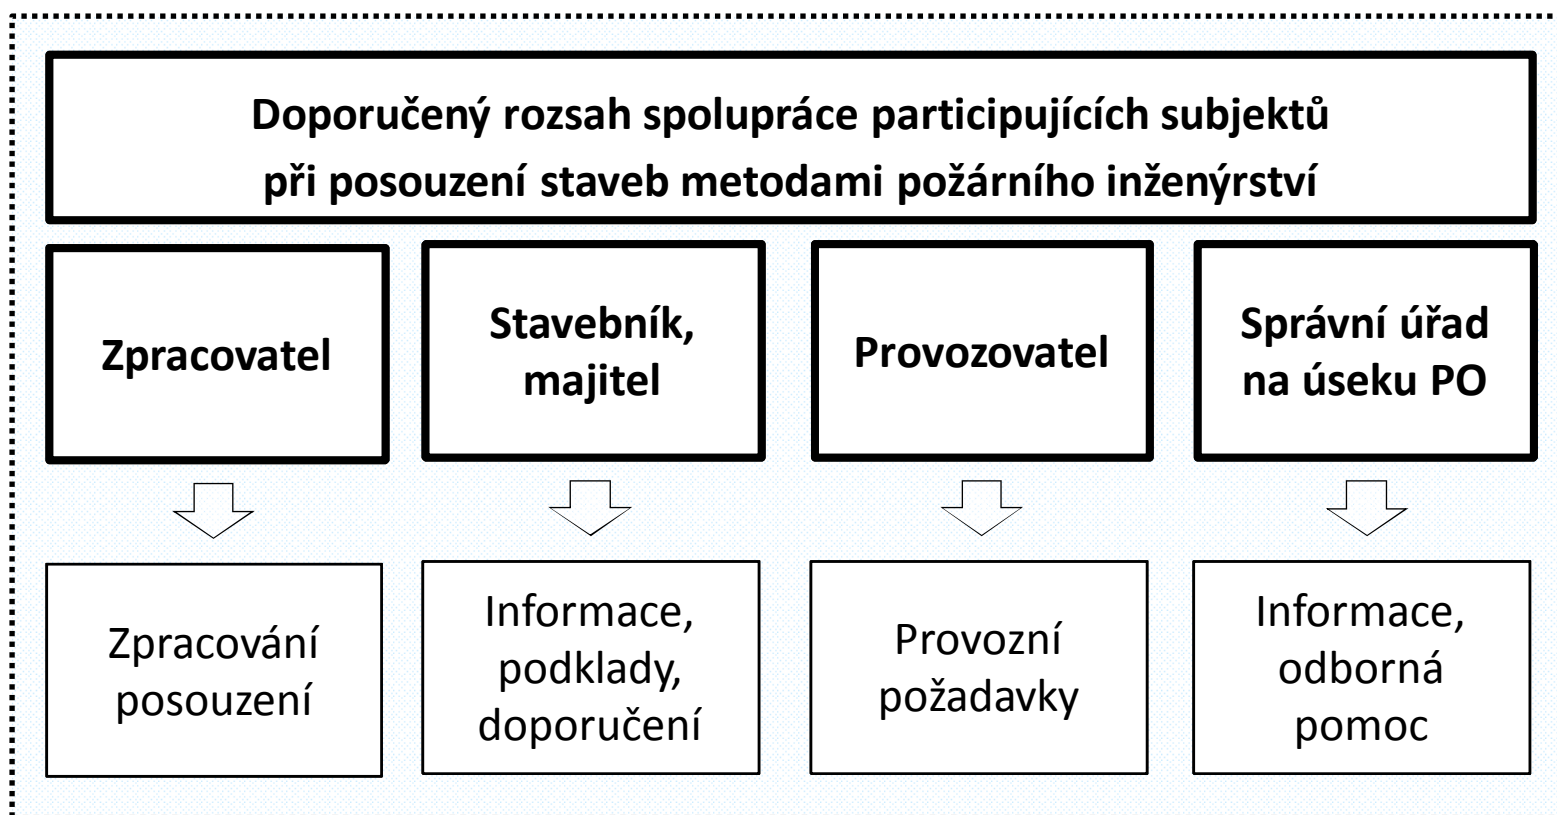 Doporučený rozsah spolupráce participujících subjektů
při posouzení staveb metodami požárního inženýrství
Zpracovatel
Stavebník,
majitel
Provozovatel
Správní úřad
na úseku PO
Zpracování
posouzení
Informace,
podklady,
doporučení
Provozní
požadavky
Informace,
odborná
pomoc